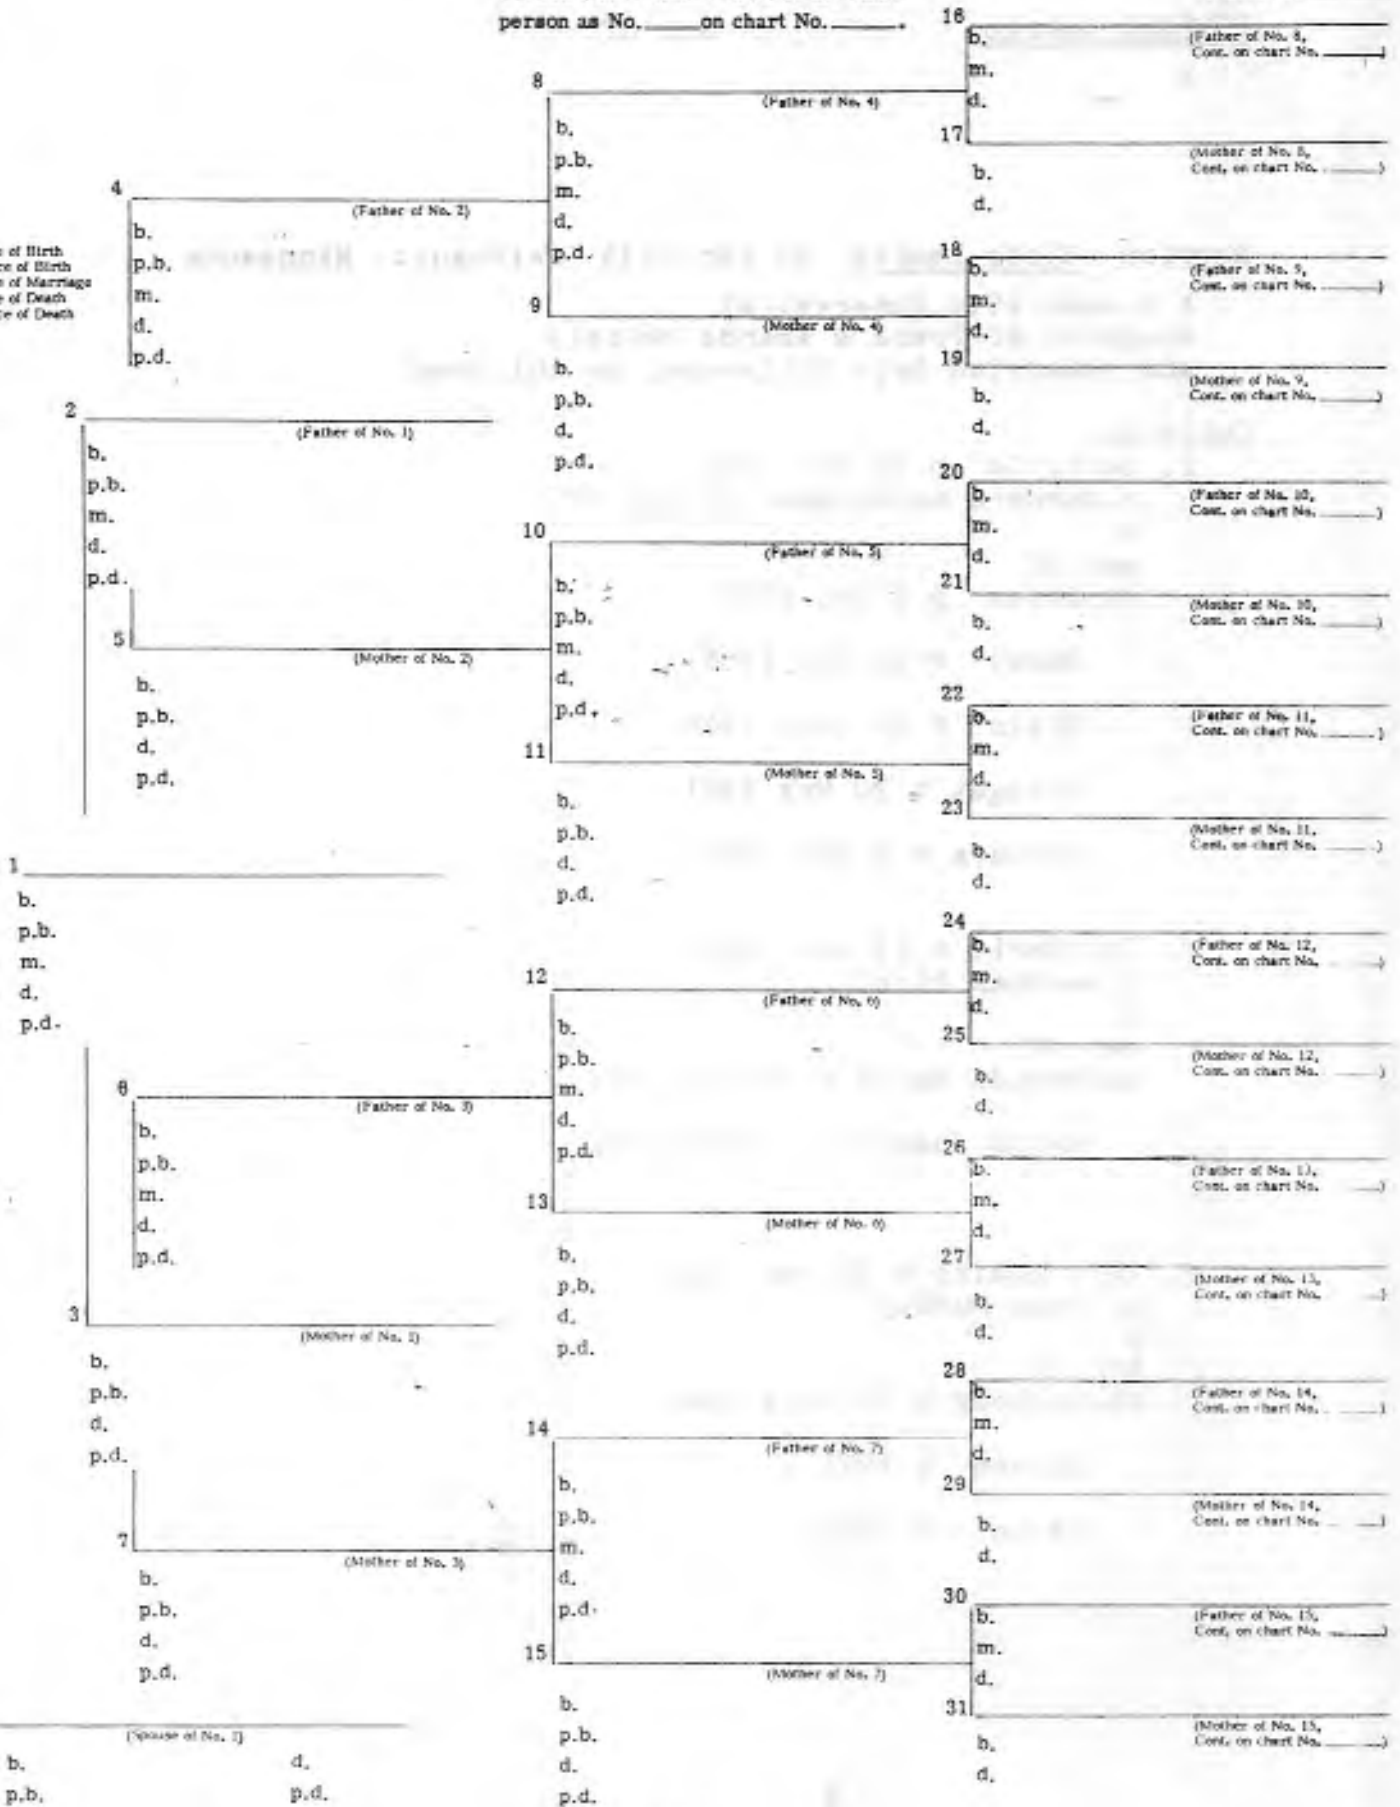 person as No. ____ on chart No. ____.
16
b.
(Father of No. 8,
Cont. on chart No. ____)
m.
d.
8
(Father of No. 4)
b.
p.b.
m.
d.
p.d.
17
(Mother of No. 8,
Cont. on chart No. ____)
b.
d.
4
(Father of No. 2)
b.
p.b.
m.
d.
p.d.
of Birth
of Birth
of Marriage
of Death
of Death
18
b.
(Father of No. 9,
Cont. on chart No. ____)
m.
d.
9
(Mother of No. 4)
b.
p.b.
d.
p.d.
19
(Mother of No. 9,
Cont. on chart No. ____)
b.
d.
2
(Father of No. 1)
b.
p.b.
m.
d.
p.d.
20
b.
(Father of No. 10,
Cont. on chart No. ____)
m.
d.
10
(Father of No. 5)
b.
p.b.
m.
d.
p.d.
21
(Mother of No. 10,
Cont. on chart No. ____)
b.
d.
5
(Mother of No. 2)
b.
p.b.
d.
p.d.
22
b.
(Father of No. 11,
Cont. on chart No. ____)
m.
d.
11
(Mother of No. 5)
b.
p.b.
d.
p.d.
23
(Mother of No. 11,
Cont. on chart No. ____)
b.
d.
1
b.
p.b.
m.
d.
p.d.
24
b.
(Father of No. 12,
Cont. on chart No. ____)
m.
d.
12
(Father of No. 6)
b.
p.b.
m.
d.
p.d.
25
(Mother of No. 12,
Cont. on chart No. ____)
b.
d.
6
(Father of No. 3)
b.
p.b.
m.
d.
p.d.
26
b.
(Father of No. 13,
Cont. on chart No. ____)
m.
d.
13
(Mother of No. 6)
b.
p.b.
d.
p.d.
27
(Mother of No. 13,
Cont. on chart No. ____)
b.
d.
3
(Mother of No. 1)
b.
p.b.
d.
p.d.
28
b.
(Father of No. 14,
Cont. on chart No. ____)
m.
d.
14
(Father of No. 7)
b.
p.b.
m.
d.
p.d.
29
(Mother of No. 14,
Cont. on chart No. ____)
b.
d.
7
(Mother of No. 3)
b.
p.b.
d.
p.d.
30
b.
(Father of No. 15,
Cont. on chart No. ____)
m.
d.
15
(Mother of No. 7)
b.
p.b.
d.
p.d.
31
(Mother of No. 15,
Cont. on chart No. ____)
b.
d.
(Spouse of No. 1)
b. d.
p.b. p.d.